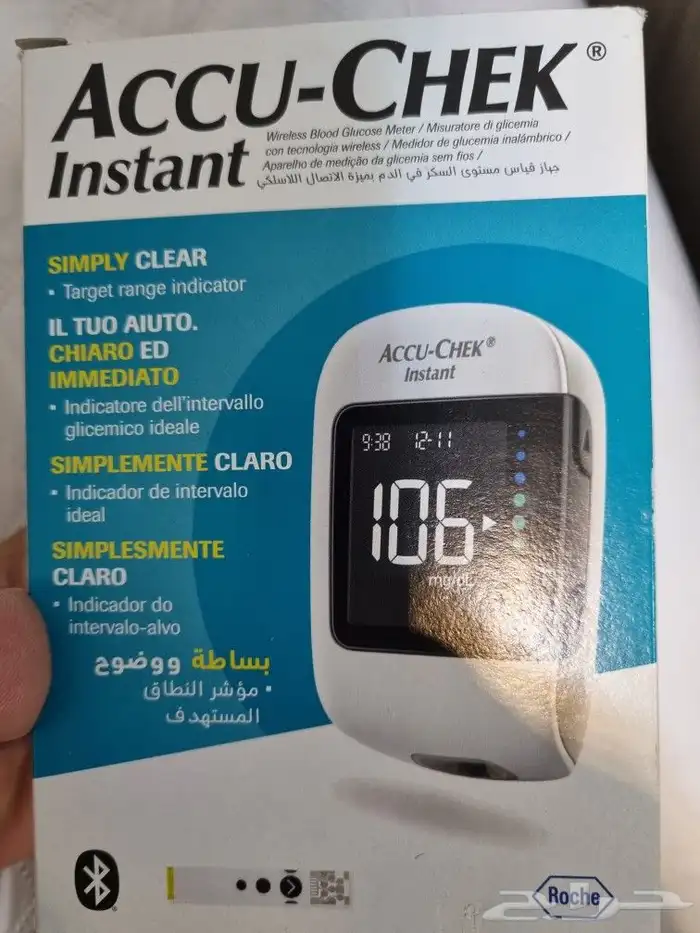 ACCU-CHEK®
Instant
Wireless Blood Glucose Meter / Misuratore di glicemia
con tecnologia wireless / Medidor de glucemia inalámbrico /
Aparelho de medição da glicemia sem fios /
جهاز قياس مستوى السكر في الدم بميزة الاتصال اللاسلكي
SIMPLY CLEAR
• Target range indicator
IL TUO AIUTO.
CHIARO ED
IMMEDIATO
• Indicatore dell'intervallo
glicemico ideale
SIMPLEMENTE CLARO
• Indicador de intervalo
ideal
SIMPLESMENTE
CLARO
• Indicador do
intervalo-alvo
بساطة ووضوح
• مؤشر النطاق
المستهدف
ACCU-CHEK®
Instant
9:38 12-11
106
mg/dL
Roche
حراج